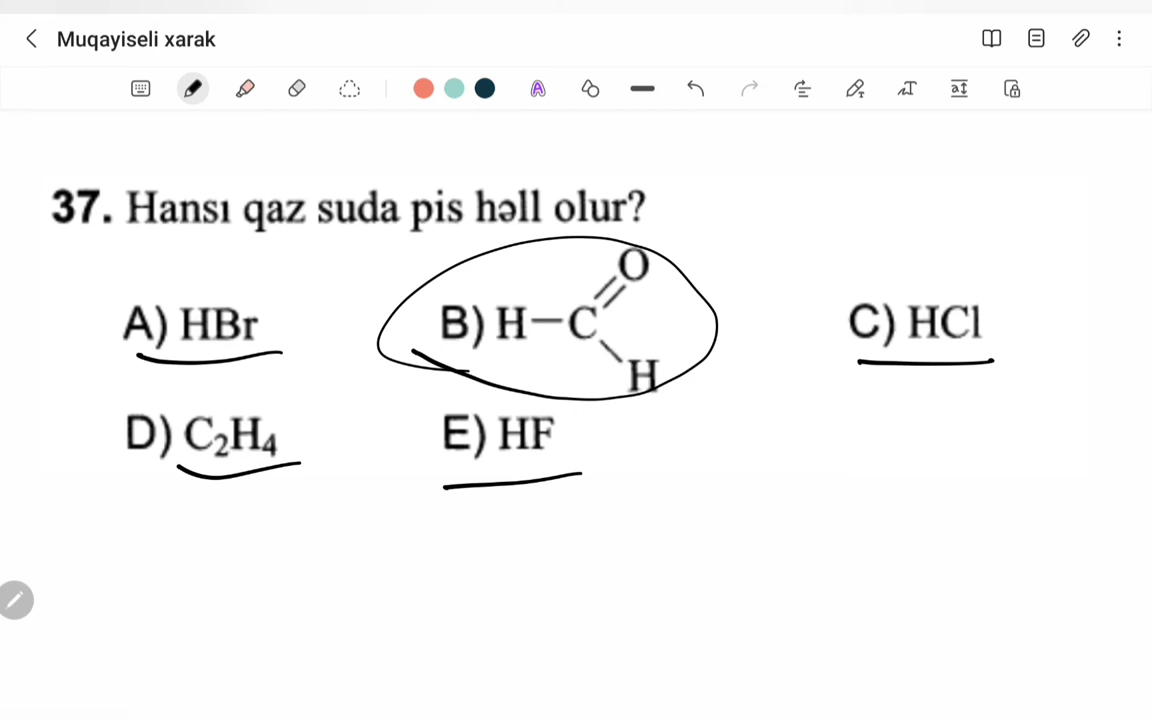 Muqayiseli xarak
37. Hansı qaz suda pis həll olur?
A) HBr B) H–C O H C) HCl
D) C₂H₄ E) HF